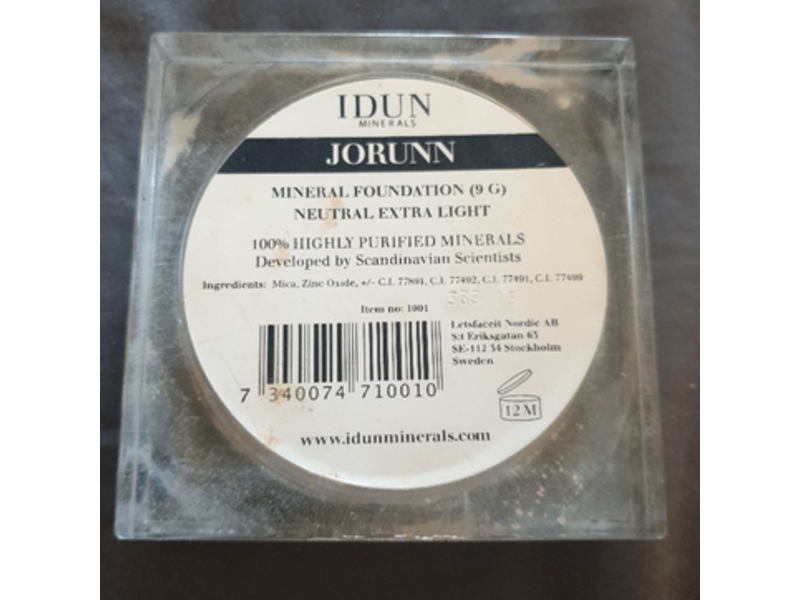 IDUN
MINERALS
JORUNN
MINERAL FOUNDATION (9 G)
NEUTRAL EXTRA LIGHT
100% HIGHLY PURIFIED MINERALS
Developed by Scandinavian Scientists
Ingredients: Mica, Zinc Oxide, +/- C.I. 77891, C.I. 77492, C.I. 77491, C.I. 77499
Item no: 1001
Letsfaceit Nordic AB
S:t Eriksgatan 63
SE-112 34 Stockholm
Sweden
7 340074 710010
12 M
www.idunminerals.com